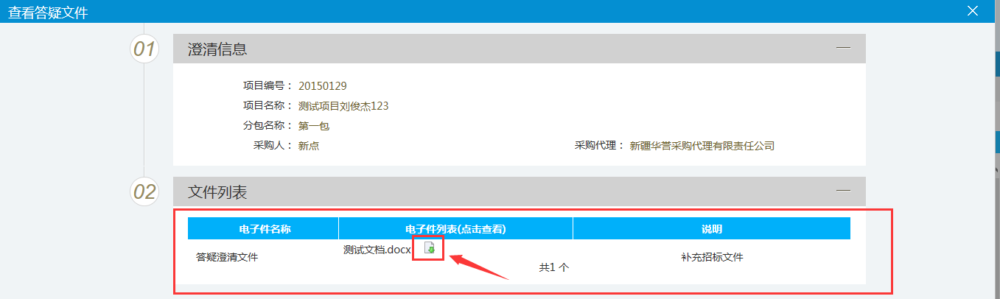 查看答疑文件
01 澄清信息
项目编号： 20150129
项目名称： 测试项目刘俊杰123
分包名称： 第一包
采购人： 新点 采购代理： 新疆华誉采购代理有限责任公司
02 文件列表
电子件名称 电子件列表(点击查看) 说明
测试文档.docx
答疑澄清文件 补充招标文件
共1 个